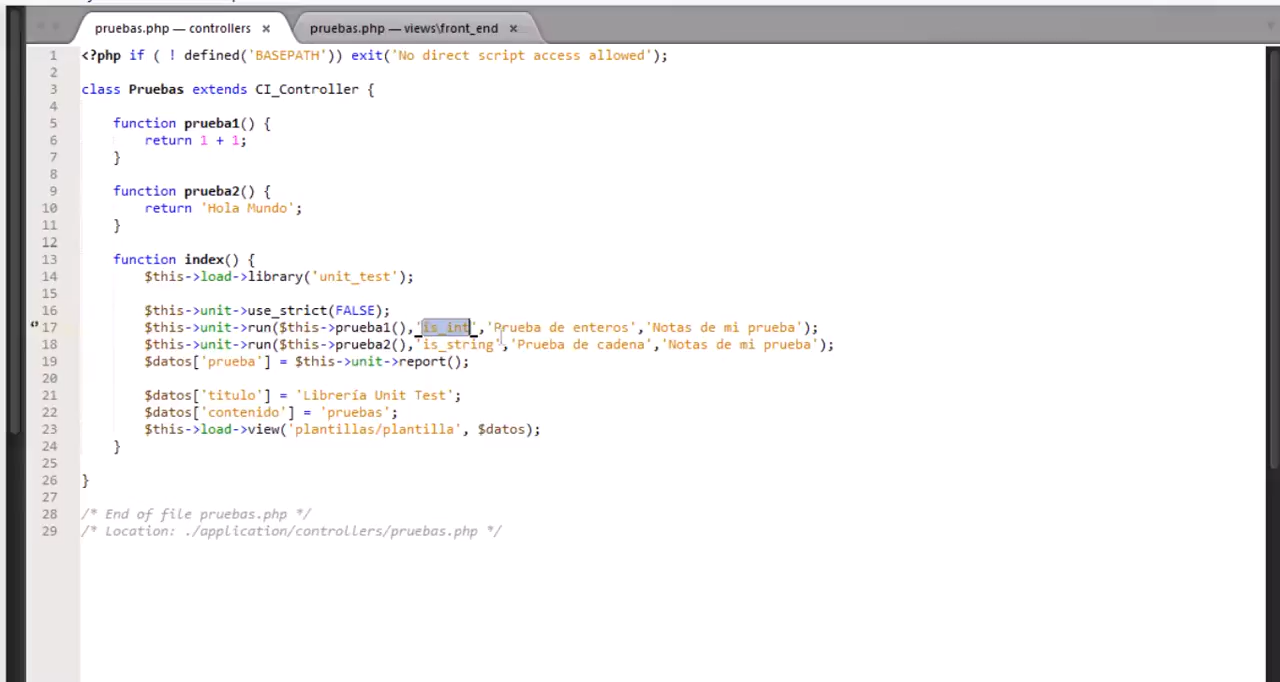 pruebas.php — controllers × pruebas.php — views\front_end ×
1 <?php if ( ! defined('BASEPATH')) exit('No direct script access allowed');
2
3 class Pruebas extends CI_Controller {
4
5 function prueba1() {
6 return 1 + 1;
7 }
8
9 function prueba2() {
10 return 'Hola Mundo';
11 }
12
13 function index() {
14 $this->load->library('unit_test');
15
16 $this->unit->use_strict(FALSE);
17 $this->unit->run($this->prueba1(),'is_int','Prueba de enteros','Notas de mi prueba');
18 $this->unit->run($this->prueba2(),'is_string','Prueba de cadena','Notas de mi prueba');
19 $datos['prueba'] = $this->unit->report();
20
21 $datos['titulo'] = 'Librería Unit Test';
22 $datos['contenido'] = 'pruebas';
23 $this->load->view('plantillas/plantilla', $datos);
24 }
25
26 }
27
28 /* End of file pruebas.php */
29 /* Location: ./application/controllers/pruebas.php */